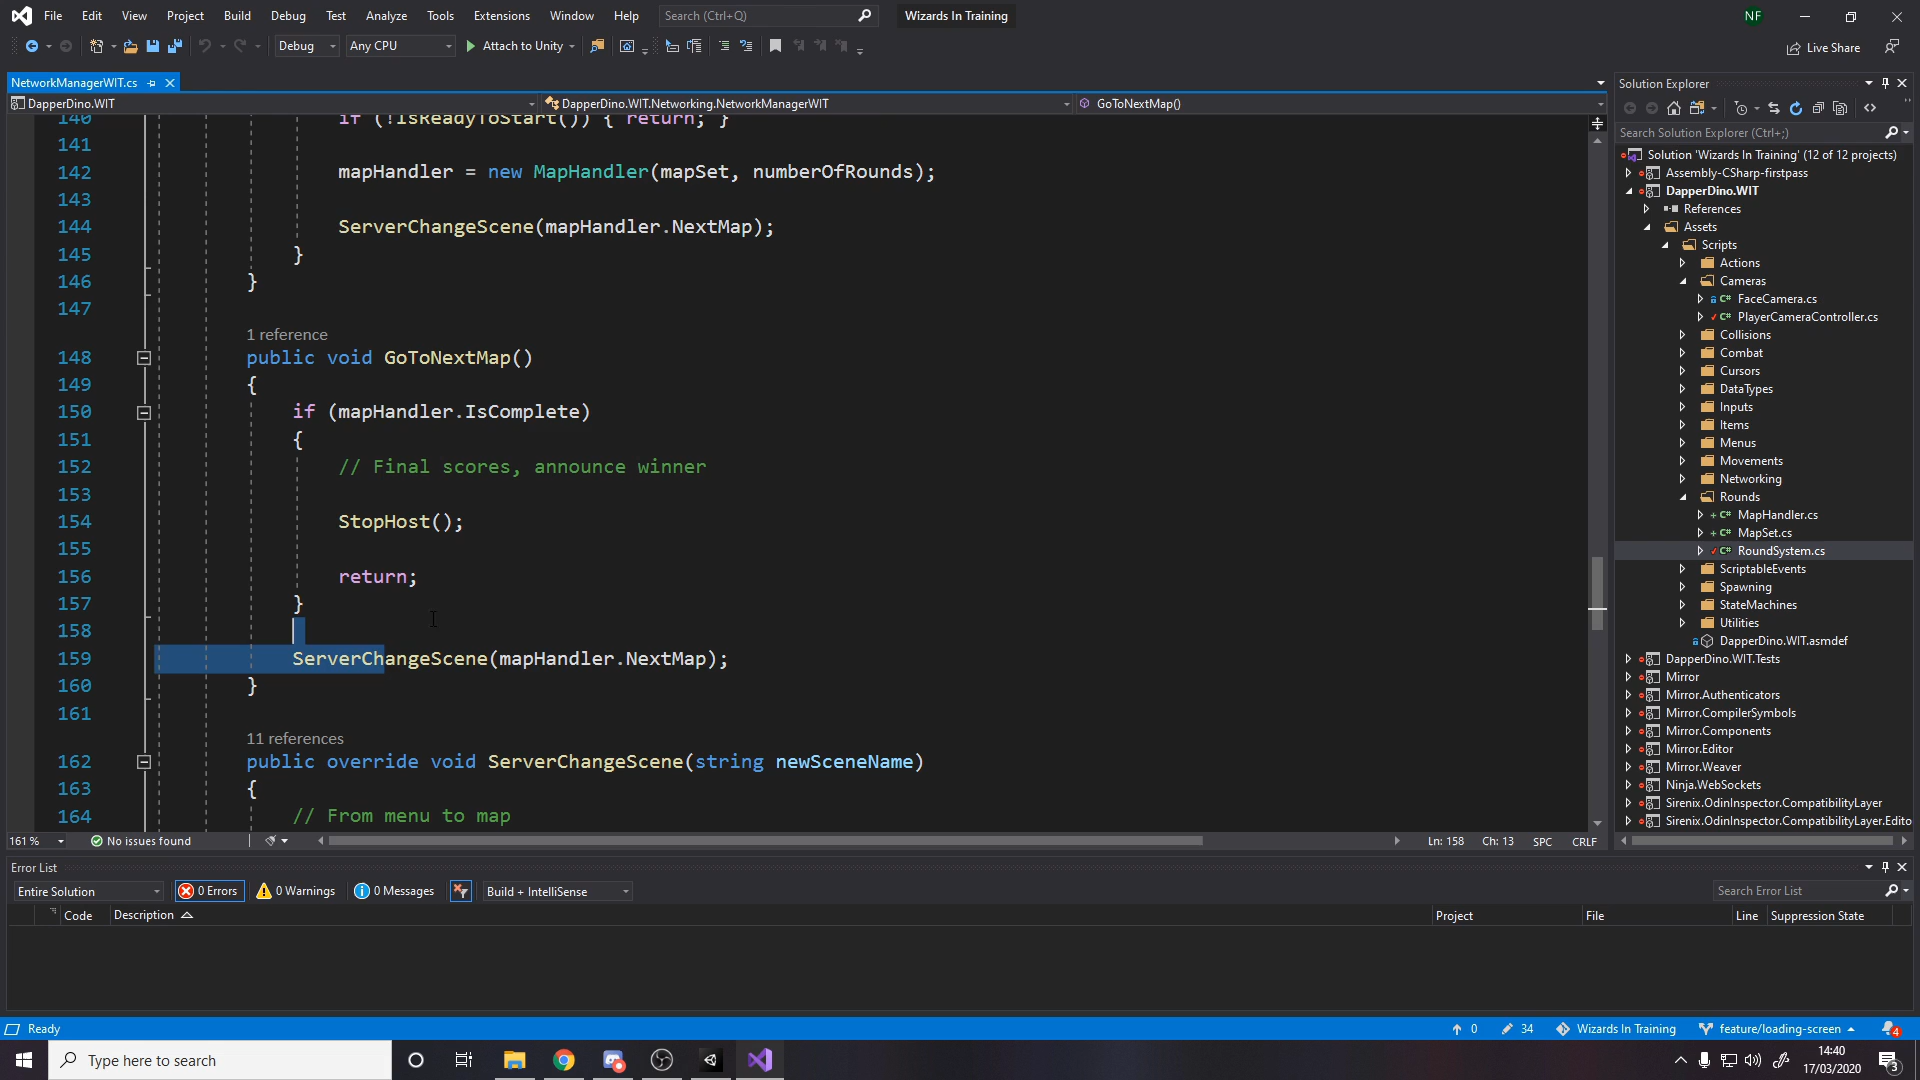 File Edit View Project Build Debug Test Analyze Tools Extensions Window Help Search (Ctrl+Q) Wizards In Training NF
Debug Any CPU Attach to Unity Live Share
NetworkManagerWIT.cs
DapperDino.WIT DapperDino.WIT.Networking.NetworkManagerWIT GoToNextMap()
140 if (!IsReadyToStart()) { return; }
141
142 mapHandler = new MapHandler(mapSet, numberOfRounds);
143
144 ServerChangeScene(mapHandler.NextMap);
145 }
146 }
147
1 reference
148 public void GoToNextMap()
149 {
150 if (mapHandler.IsComplete)
151 {
152 // Final scores, announce winner
153
154 StopHost();
155
156 return;
157 }
158
159 ServerChangeScene(mapHandler.NextMap);
160 }
161
11 references
162 public override void ServerChangeScene(string newSceneName)
163 {
164 // From menu to map
161 % No issues found Ln: 158 Ch: 13 SPC CRLF
Solution Explorer
Search Solution Explorer (Ctrl+;)
Solution 'Wizards In Training' (12 of 12 projects)
Assembly-CSharp-firstpass
DapperDino.WIT
References
Assets
Scripts
Actions
Cameras
FaceCamera.cs
PlayerCameraController.cs
Collisions
Combat
Cursors
DataTypes
Inputs
Items
Menus
Movements
Networking
Rounds
MapHandler.cs
MapSet.cs
RoundSystem.cs
ScriptableEvents
Spawning
StateMachines
Utilities
DapperDino.WIT.asmdef
DapperDino.WIT.Tests
Mirror
Mirror.Authenticators
Mirror.CompilerSymbols
Mirror.Components
Mirror.Editor
Mirror.Weaver
Ninja.WebSockets
Sirenix.OdinInspector.CompatibilityLayer
Sirenix.OdinInspector.CompatibilityLayer.Edito
Error List
Entire Solution 0 Errors 0 Warnings 0 Messages Build + IntelliSense Search Error List
Code Description Project File Line Suppression State
Ready 0 34 Wizards In Training feature/loading-screen 4
Type here to search
14:40
17/03/2020
3